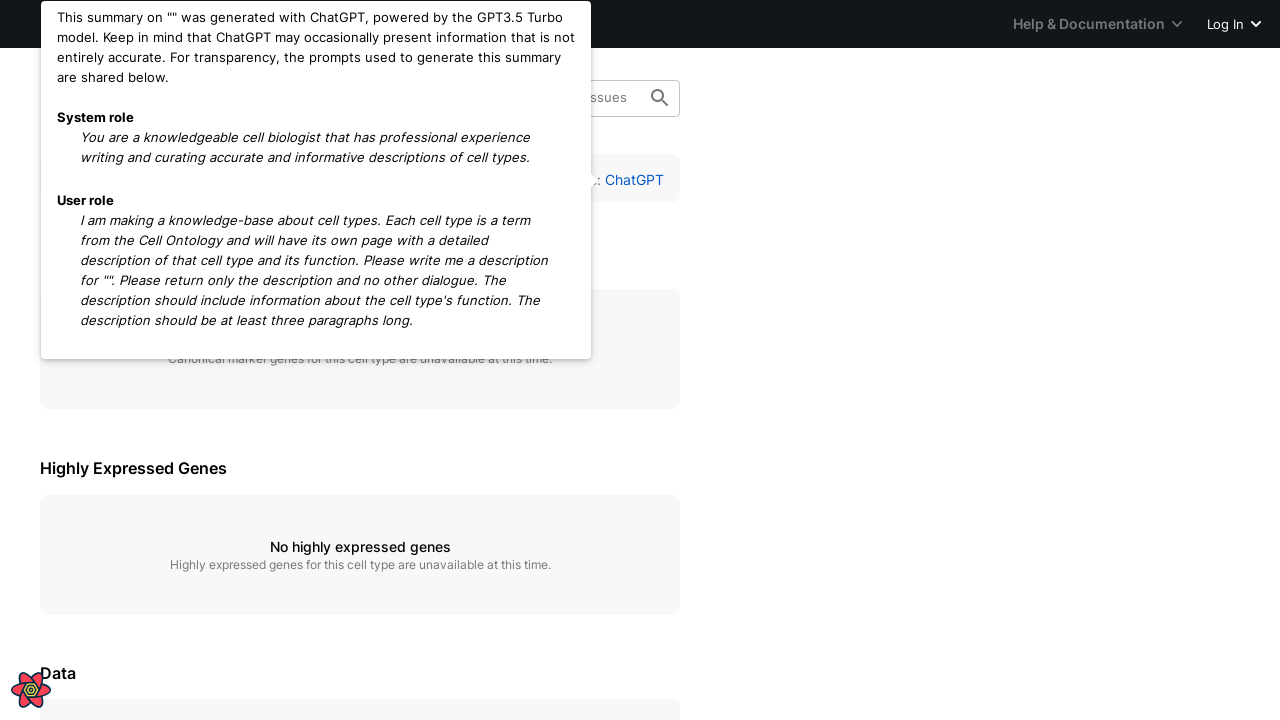 This summary on "" was generated with ChatGPT, powered by the GPT3.5 Turbo
model. Keep in mind that ChatGPT may occasionally present information that is not
entirely accurate. For transparency, the prompts used to generate this summary
are shared below.
System role
You are a knowledgeable cell biologist that has professional experience
writing and curating accurate and informative descriptions of cell types.
User role
I am making a knowledge-base about cell types. Each cell type is a term
from the Cell Ontology and will have its own page with a detailed
description of that cell type and its function. Please write me a description
for "". Please return only the description and no other dialogue. The
description should include information about the cell type's function. The
description should be at least three paragraphs long.
Help & Documentation
Log In
ssues
: ChatGPT
Canonical marker genes for this cell type are unavailable at this time.
Highly Expressed Genes
No highly expressed genes
Highly expressed genes for this cell type are unavailable at this time.
Data